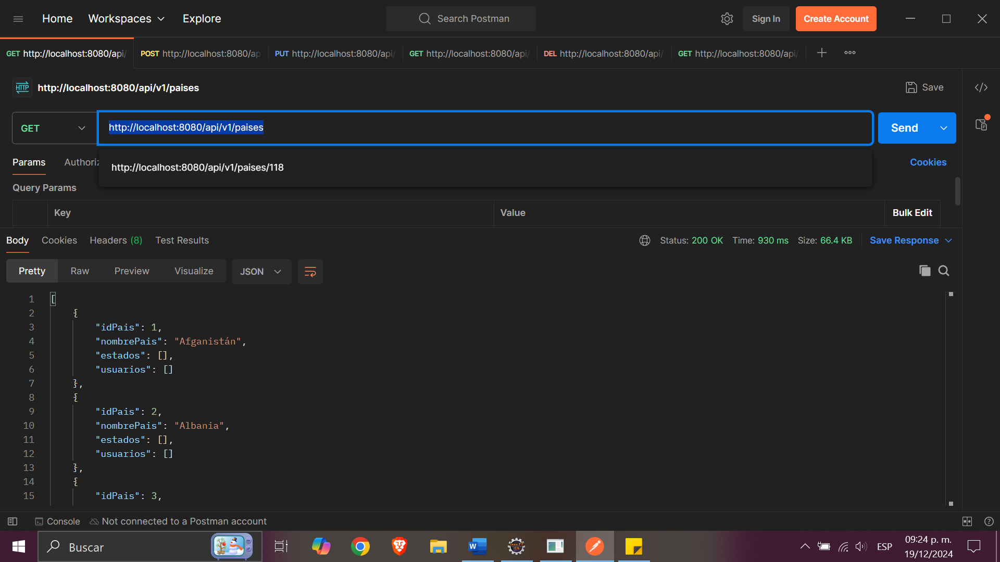 Home Workspaces Explore Search Postman Sign In Create Account
GET http://localhost:8080/api/ POST http://localhost:8080/ap PUT http://localhost:8080/api/ GET http://localhost:8080/api/ DEL http://localhost:8080/api/ GET http://localhost:8080/api/
HTTP http://localhost:8080/api/v1/paises Save
GET http://localhost:8080/api/v1/paises Send
Params Authoriz http://localhost:8080/api/v1/paises/118 Cookies
Query Params
Key Value Bulk Edit
Body Cookies Headers (8) Test Results Status: 200 OK Time: 930 ms Size: 66.4 KB Save Response
Pretty Raw Preview Visualize JSON
1 [
2 {
3 "idPais": 1,
4 "nombrePais": "Afganistán",
5 "estados": [],
6 "usuarios": []
7 },
8 {
9 "idPais": 2,
10 "nombrePais": "Albania",
11 "estados": [],
12 "usuarios": []
13 },
14 {
15 "idPais": 3,
Console Not connected to a Postman account
Buscar ESP 09:24 p. m.
19/12/2024